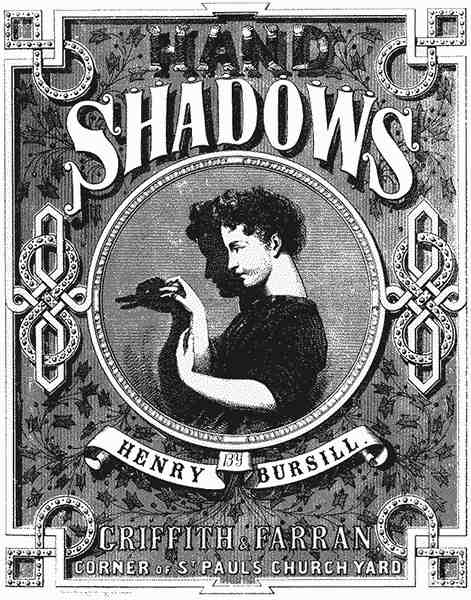 HAND
SHADOWS
HENRY BY BURSILL.
GRIFFITH & FARRAN
CORNER OF ST PAULS CHURCH YARD